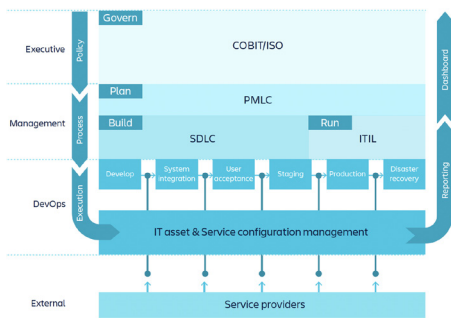 Govern
Executive
Policy
COBIT/ISO
Dashboard
Plan
PMLC
Management
Process
Build
Run
SDLC
ITIL
Reporting
Develop
System
integration
User
acceptance
Staging
Production
Disaster
recovery
DevOps
Execution
IT asset & Service configuration management
External
Service providers